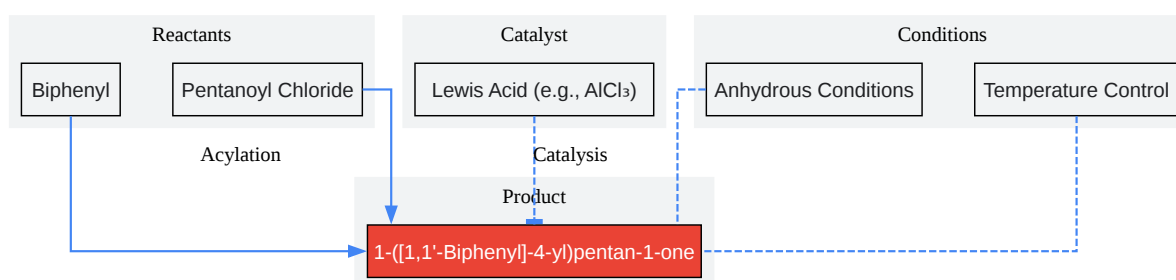 Reactants
Catalyst
Conditions
Biphenyl
Pentanoyl Chloride
Lewis Acid (e.g., AlCl₃)
Anhydrous Conditions
Temperature Control
Acylation
Catalysis
Product
1-([1,1'-Biphenyl]-4-yl)pentan-1-one